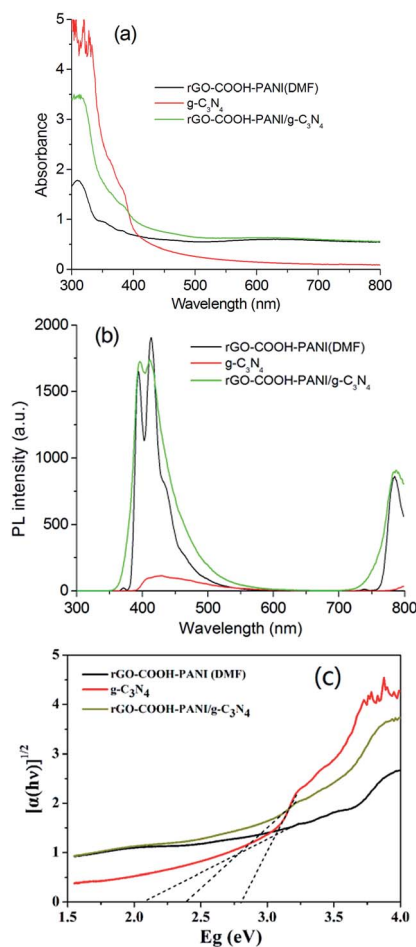 (a)
rGO-COOH-PANI(DMF)
g-C3N4
rGO-COOH-PANI/g-C3N4
Absorbance
5
4
3
2
1
0
300 400 500 600 700 800
Wavelength (nm)
(b)
rGO-COOH-PANI(DMF)
g-C3N4
rGO-COOH-PANI/g-C3N4
PL intensity (a.u.)
2000
1500
1000
500
0
300 400 500 600 700 800
Wavelength (nm)
(c)
rGO-COOH-PANI (DMF)
g-C3N4
rGO-COOH-PANI/g-C3N4
[α(hν)]1/2
5
4
3
2
1
0
1.5 2.0 2.5 3.0 3.5 4.0
Eg (eV)